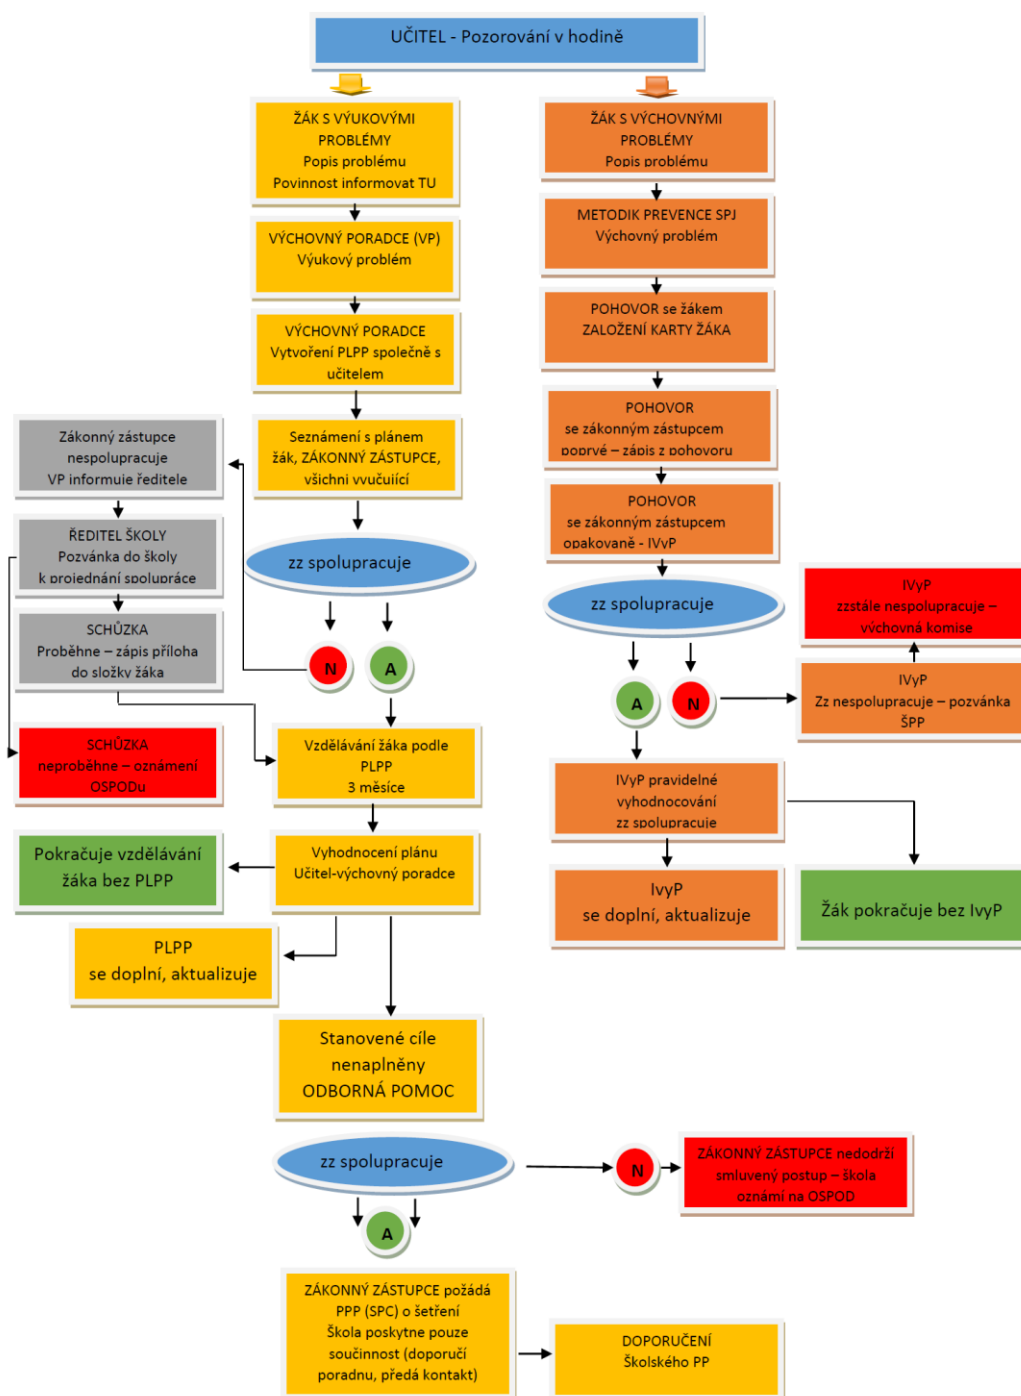 UČITEL - Pozorování v hodině
ŽÁK S VÝUKOVÝMI
PROBLÉMY
Popis problému
Povinnost informovat TU
VÝCHOVNÝ PORADCE (VP)
Výukový problém
VÝCHOVNÝ PORADCE
Vytvoření PLPP společně s
učitelem
Seznámení s plánem
žák, ZÁKONNÝ ZÁSTUPCE,
všichni vyučující
zz spolupracuje
N
A
Zákonný zástupce
nespolupracuje
VP informuje ředitele
ŘEDITEL ŠKOLY
Pozvánka do školy
k projednání spolupráce
SCHŮZKA
Proběhne – zápis příloha
do složky žáka
SCHŮZKA
neproběhne – oznámení
OSPODu
Vzdělávání žáka podle
PLPP
3 měsíce
Vyhodnocení plánu
Učitel-výchovný poradce
Pokračuje vzdělávání
žáka bez PLPP
PLPP
se doplní, aktualizuje
Stanovené cíle
nenaplněny
ODBORNÁ POMOC
zz spolupracuje
N
ZÁKONNÝ ZÁSTUPCE nedodrží
smluvený postup – škola
oznámí na OSPOD
A
ZÁKONNÝ ZÁSTUPCE požádá
PPP (SPC) o šetření
Škola poskytne pouze
součinnost (doporučí
poradnu, předá kontakt)
DOPORUČENÍ
Školského PP
ŽÁK S VÝCHOVNÝMI
PROBLÉMY
Popis problému
METODIK PREVENCE SPJ
Výchovný problém
POHOVOR se žákem
ZALOŽENÍ KARTY ŽÁKA
POHOVOR
se zákonným zástupcem
poprvé – zápis z pohovoru
POHOVOR
se zákonným zástupcem
opakovaně - IVyP
zz spolupracuje
A
N
IVyP
zzstále nespolupracuje –
výchovná komise
IVyP
Zz nespolupracuje – pozvánka
ŠPP
IVyP pravidelné
vyhodnocování
zz spolupracuje
IvyP
se doplní, aktualizuje
Žák pokračuje bez IvyP